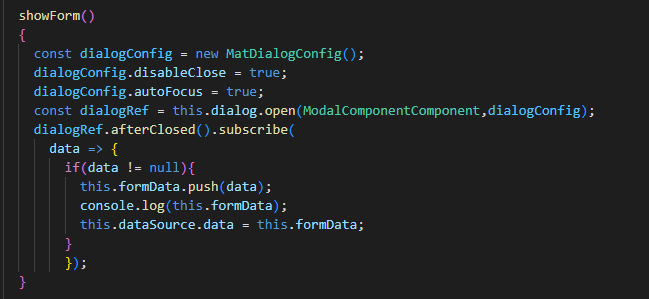 showForm()
{
const dialogConfig = new MatDialogConfig();
dialogConfig.disableClose = true;
dialogConfig.autoFocus = true;
const dialogRef = this.dialog.open(ModalComponentComponent,dialogConfig);
dialogRef.afterClosed().subscribe(
data => {
if(data != null){
this.formData.push(data);
console.log(this.formData);
this.dataSource.data = this.formData;
}
});
}